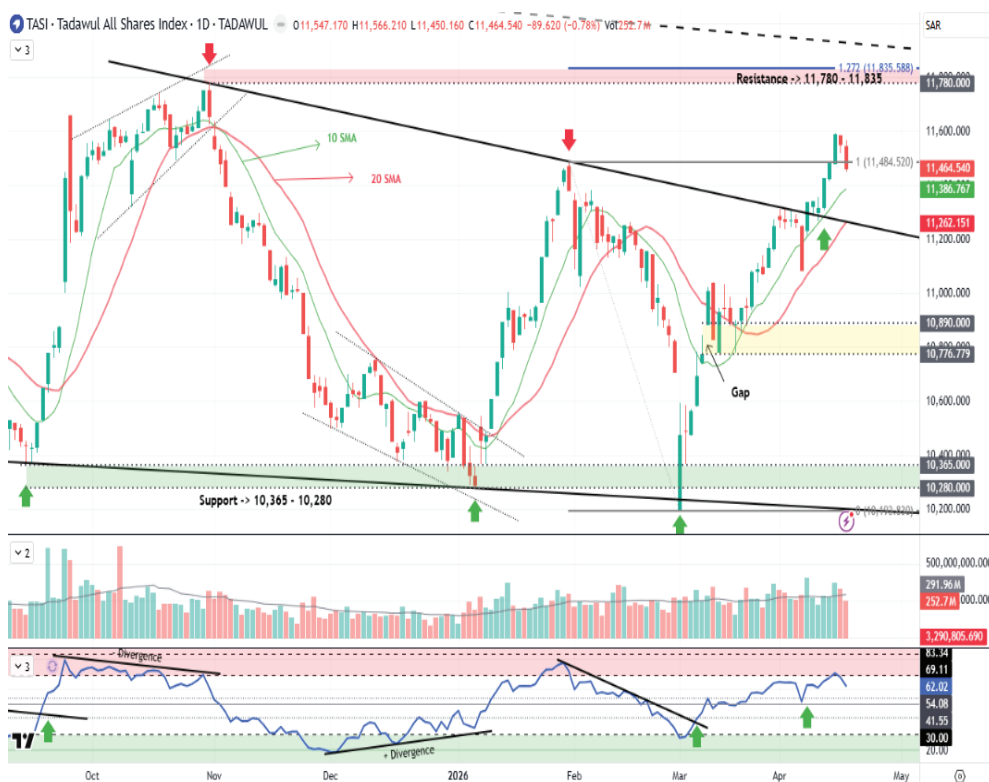 TASI · Tadawul All Shares Index · 1D · TADAWUL O11,547.170 H11,566.210 L11,450.160 C11,464.540 −89.620 (−0.78%) Vol252.7M
SAR
3
1.272 (11,835.588)
Resistance -> 11,780 - 11,835
11,780.000
11,600.000
10 SMA
1 (11,484.520)
11,464.540
20 SMA
11,386.767
11,262.151
11,200.000
11,000.000
10,890.000
10,800.000
10,776.779
Gap
10,600.000
10,400.000
10,365.000
10,280.000
Support -> 10,365 - 10,280
10,200.000
2
500,000,000.000
291.96M
252.7M
3,290,805.690
3
- Divergence
83.34
69.11
62.02
54.08
41.55
30.00
20.00
+ Divergence
Oct Nov Dec 2026 Feb Mar Apr May